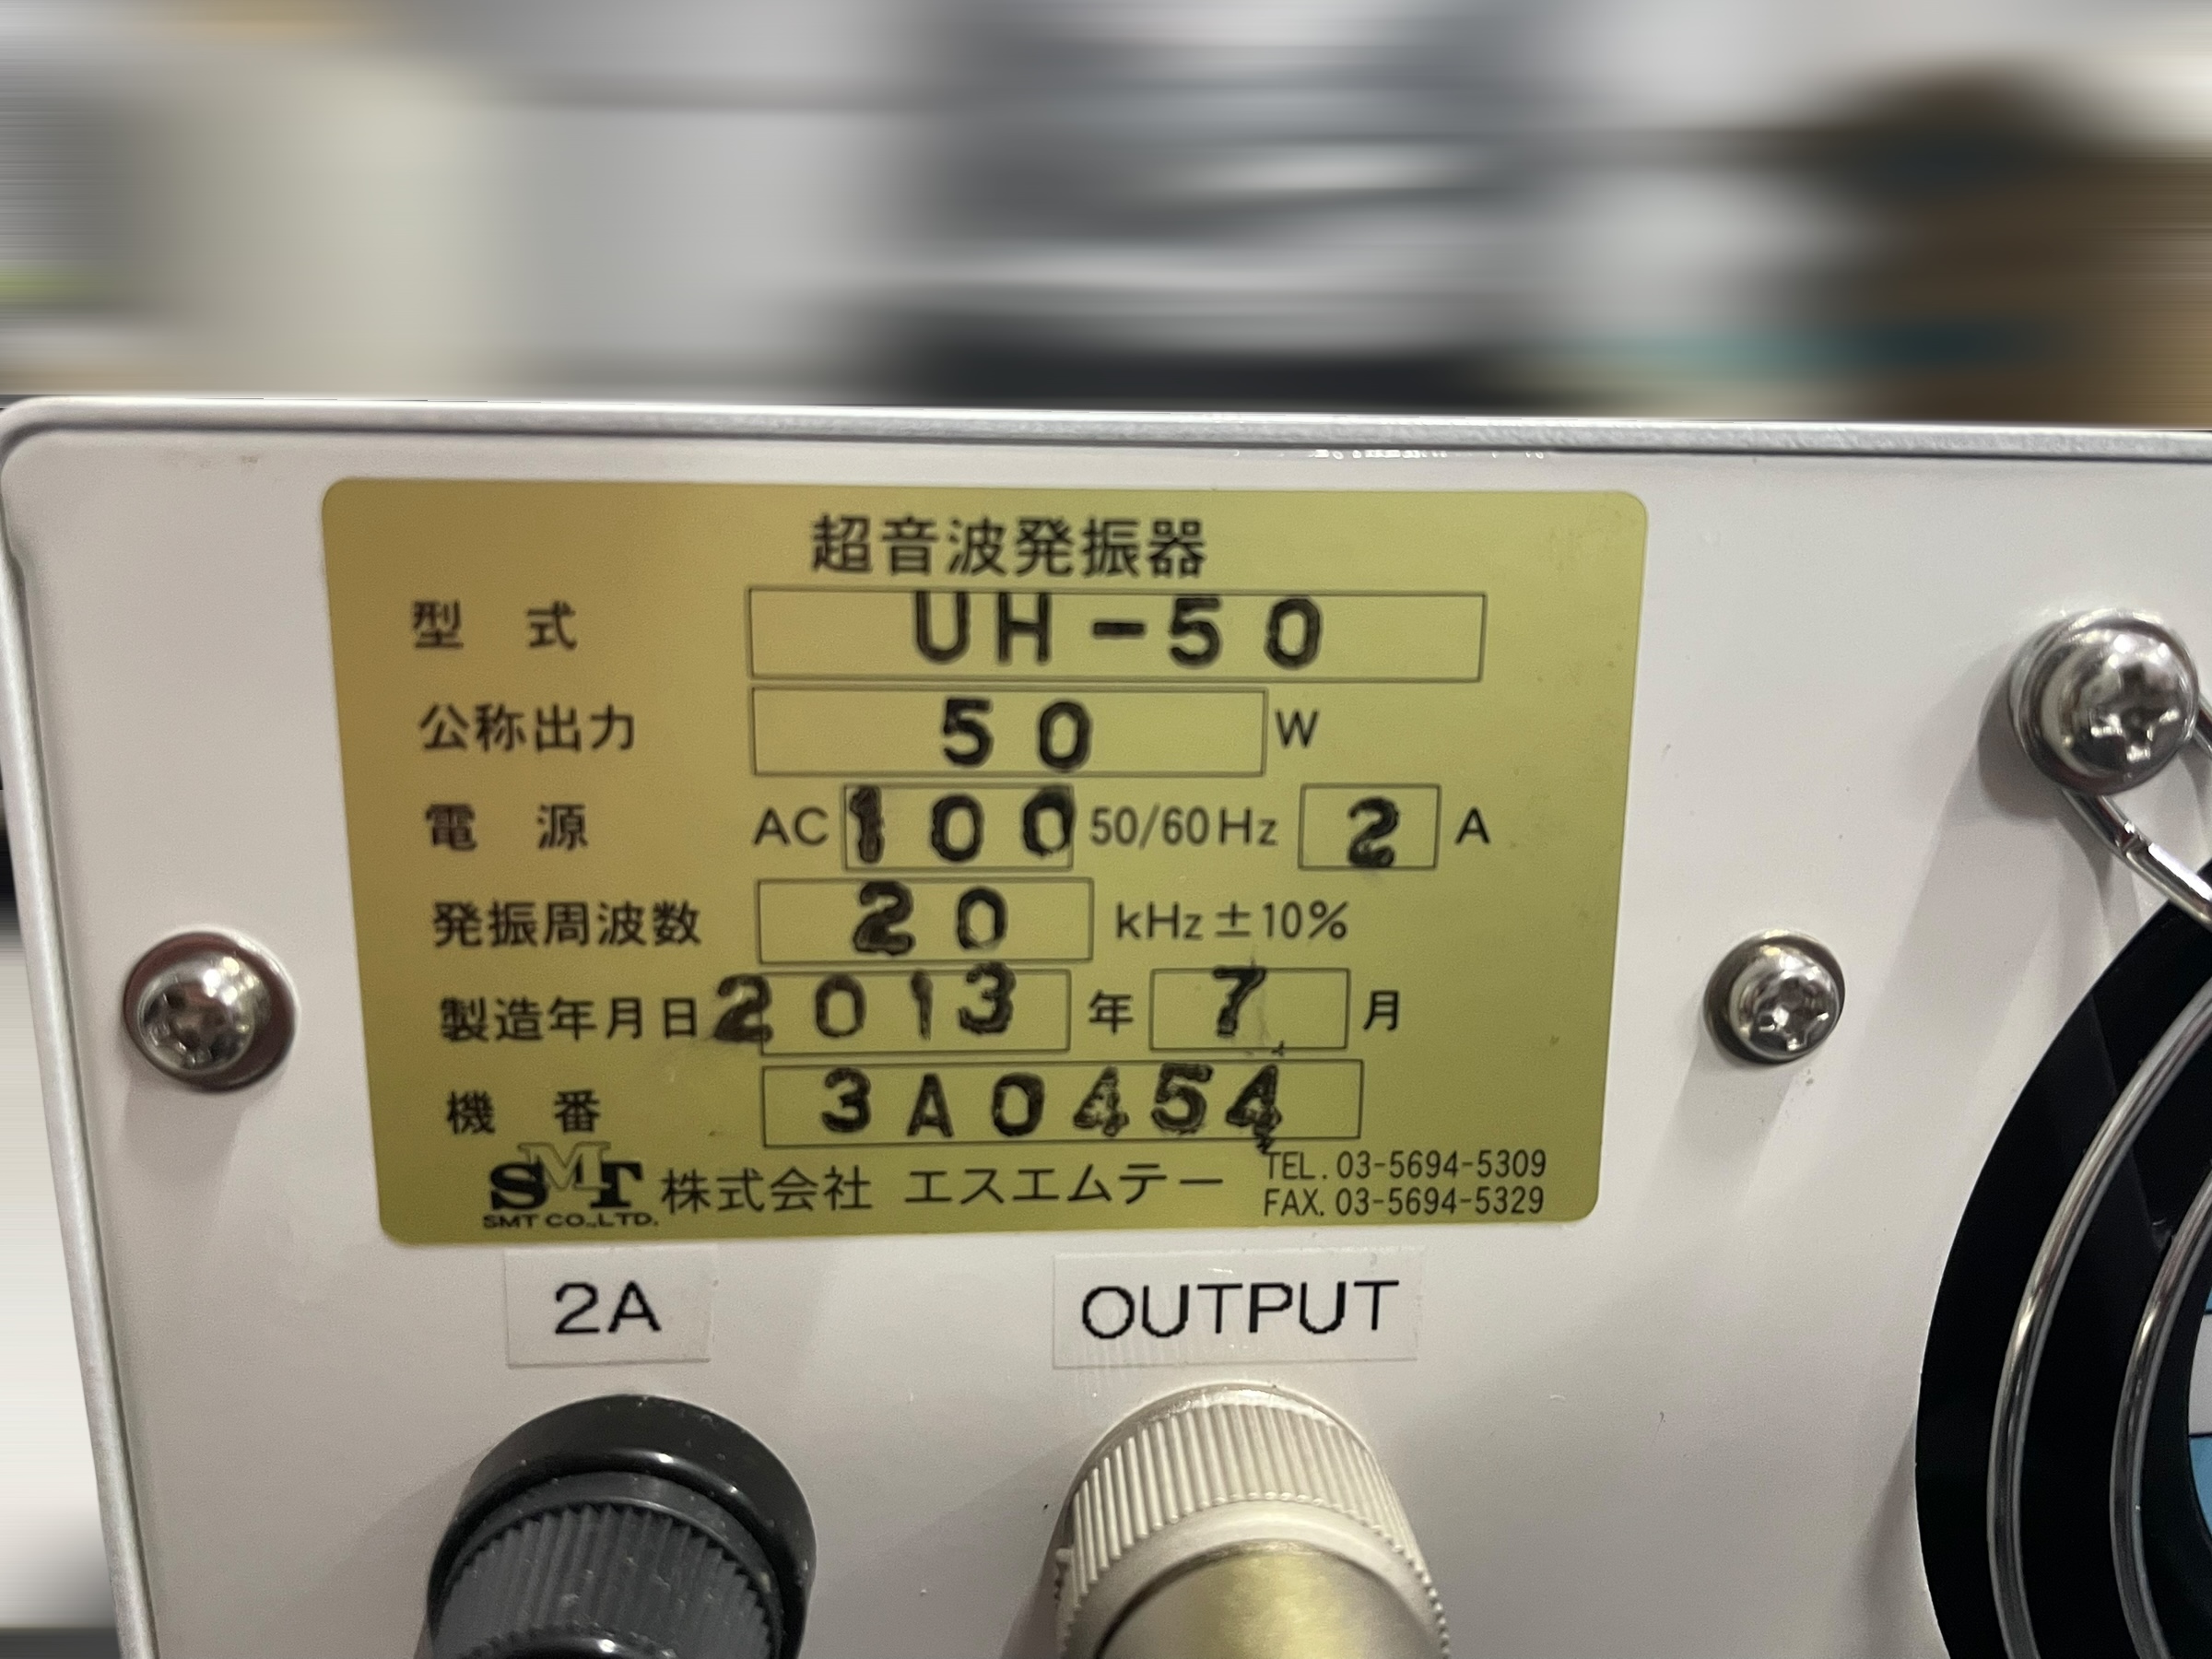 超音波発振器
型 式 UH-50
公称出力 50 W
電 源 AC 100 50/60Hz 2 A
発振周波数 20 kHz±10%
製造年月日 2013 年 7 月
機 番 3A0454
SMT SMT CO.,LTD. 株式会社 エスエムテー
TEL. 03-5694-5309
FAX. 03-5694-5329
2A OUTPUT